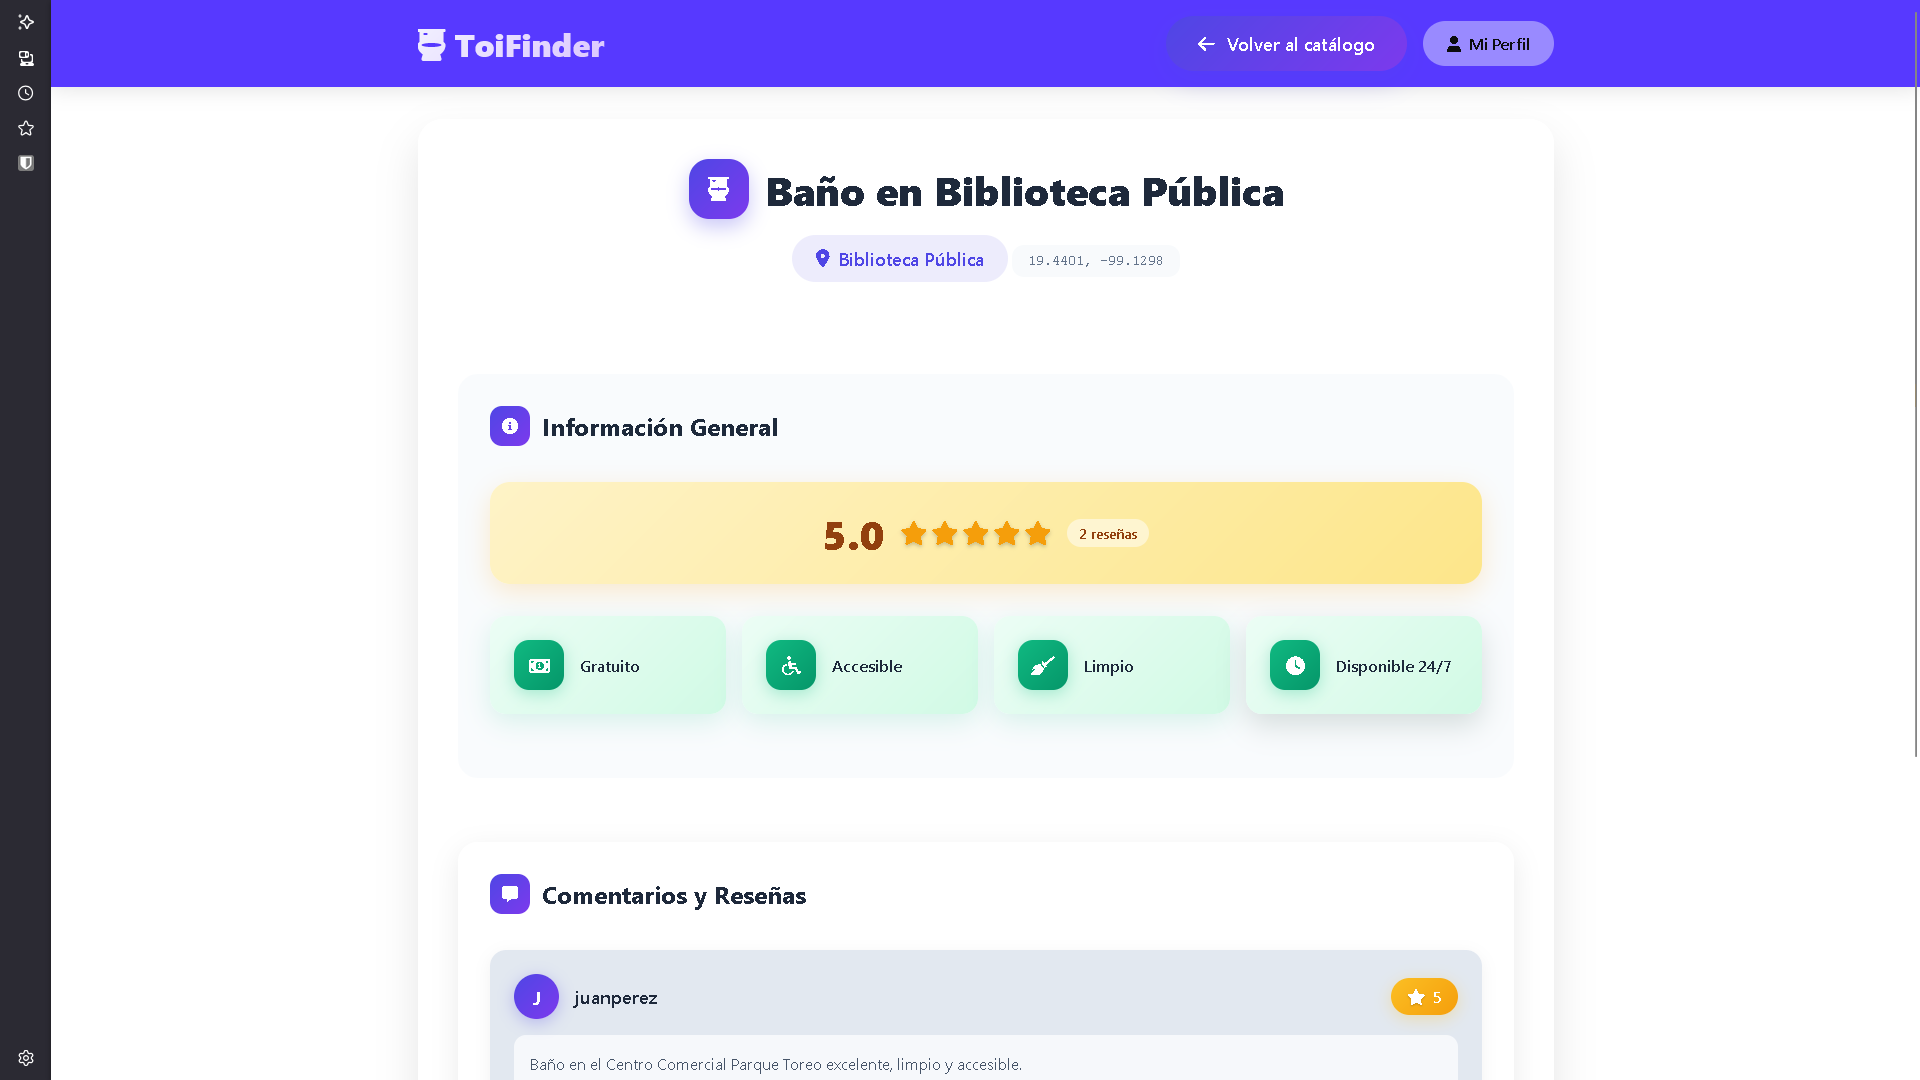 ToiFinder
Volver al catálogo
Mi Perfil
Baño en Biblioteca Pública
Biblioteca Pública
19.4401, -99.1298
Información General
5.0
2 reseñas
Gratuito
Accesible
Limpio
Disponible 24/7
Comentarios y Reseñas
J
juanperez
5
Baño en el Centro Comercial Parque Toreo excelente, limpio y accesible.